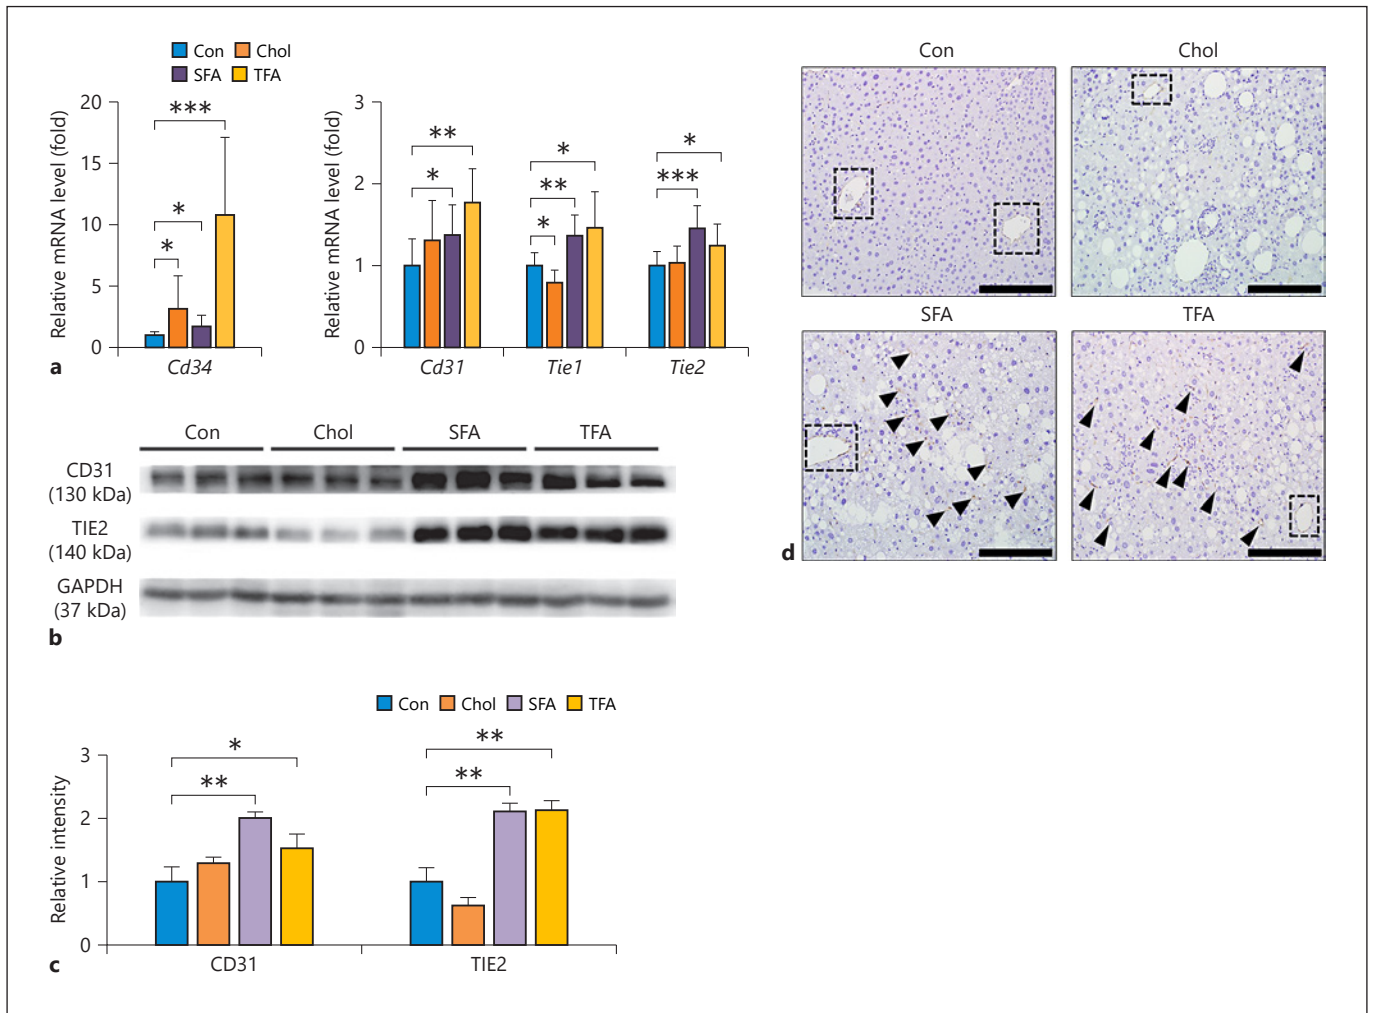 Con Chol
SFA TFA
Relative mRNA level (fold)
20
15
10
5
0
***
*
*
Cd34
a
Relative mRNA level (fold)
3
2
1
0
**
*
*
**
*
*
***
Cd31 Tie1 Tie2
Con Chol SFA TFA
CD31
(130 kDa)
TIE2
(140 kDa)
GAPDH
(37 kDa)
b
Con Chol SFA TFA
Relative intensity
3
2
1
0
*
**
**
**
CD31 TIE2
c
Con Chol
SFA TFA
d